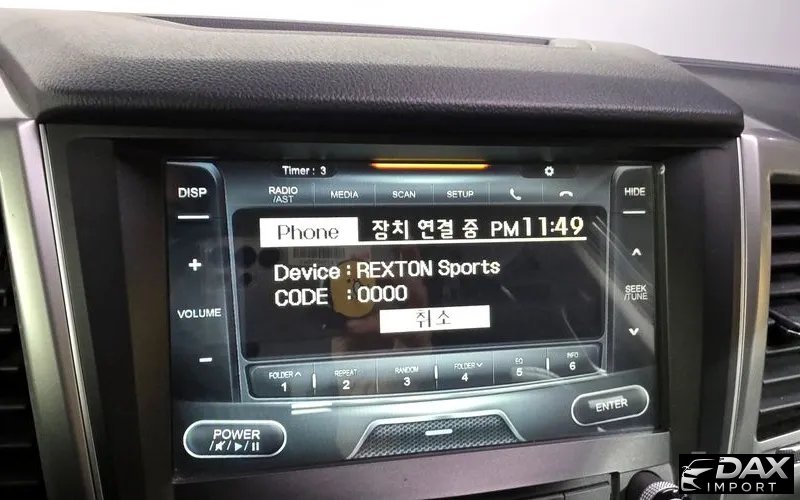 Timer : 3
DISP
RADIO
/AST
MEDIA
SCAN
SETUP
HIDE
Phone 장치 연결 중 PM 11:49
Device : REXTON Sports
CODE : 0000
취소
+
VOLUME
-
SEEK
/TUNE
FOLDER ^
1
REPEAT
2
RANDOM
3
FOLDER v
4
EQ
5
INFO
6
POWER
ENTER
DAX
IMPORT